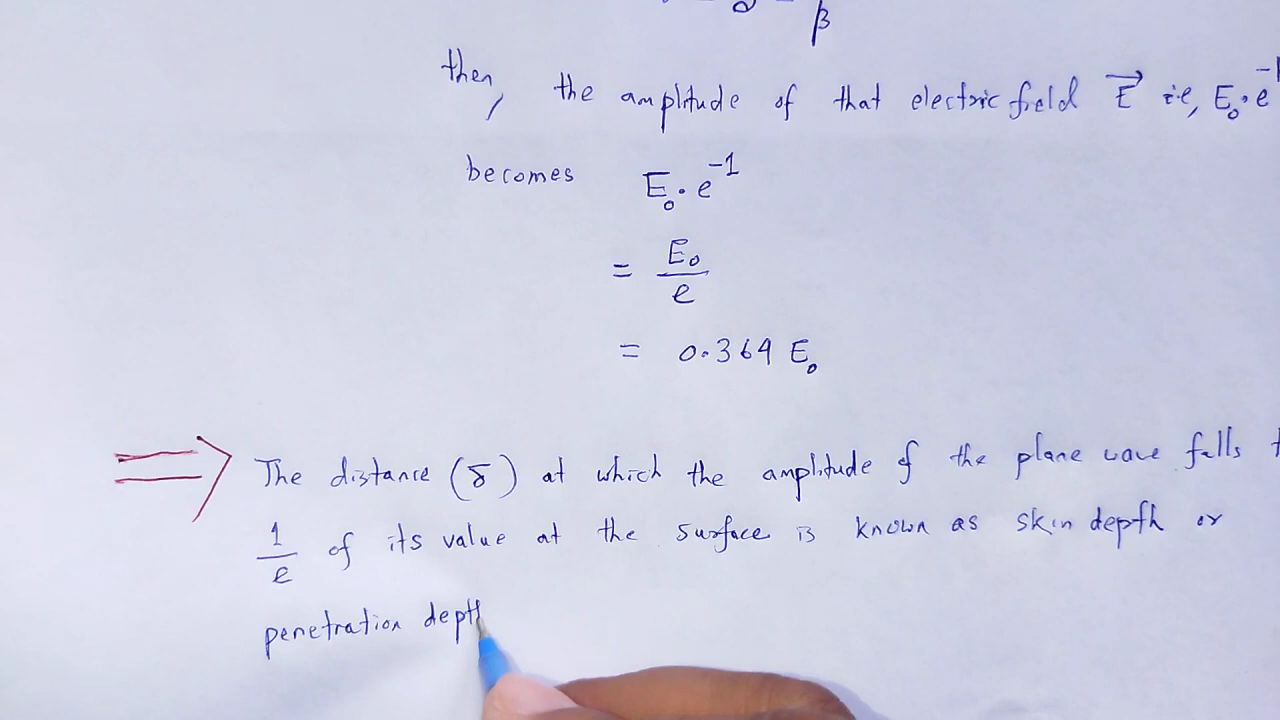 β
then, the amplitude of that electric field E⃗ ie, E₀·e⁻¹
becomes E₀·e⁻¹
= E₀/e
= 0.364 E₀
⇒ The distance (δ) at which the amplitude of the plane wave falls
1/e of its value at the surface is known as skin depth or
penetration depth